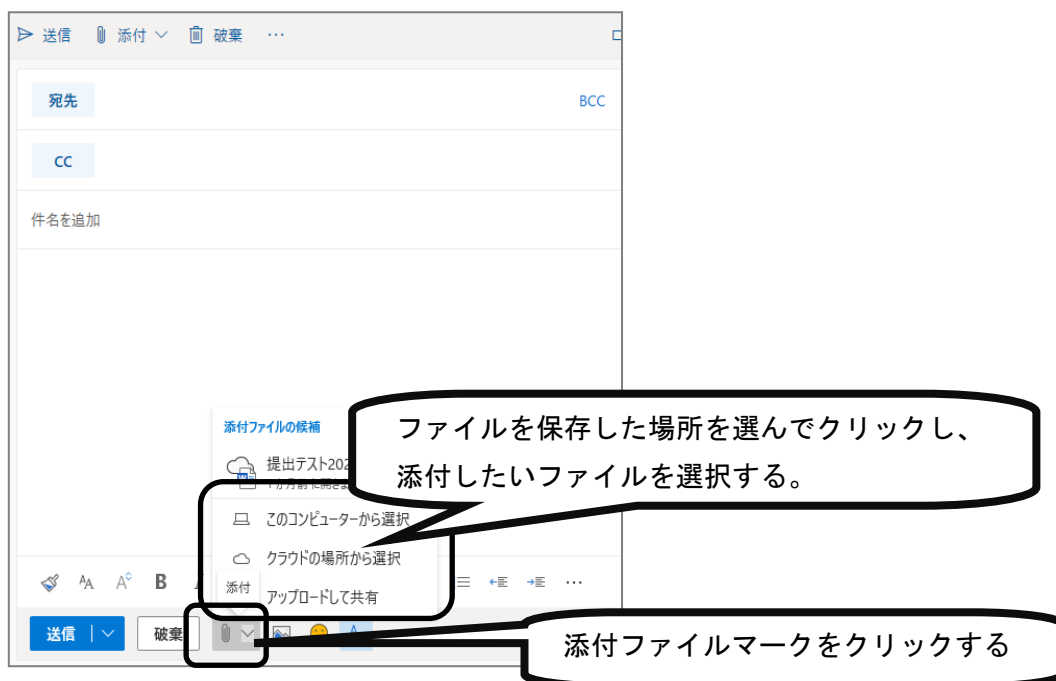 送信 添付 破棄 …
宛先 BCC
CC
件名を追加
添付ファイルの候補
提出テスト202
ファイルを保存した場所を選んでクリックし、
添付したいファイルを選択する。
このコンピューターから選択
クラウドの場所から選択
アップロードして共有
B
添付
送信 破棄
添付ファイルマークをクリックする